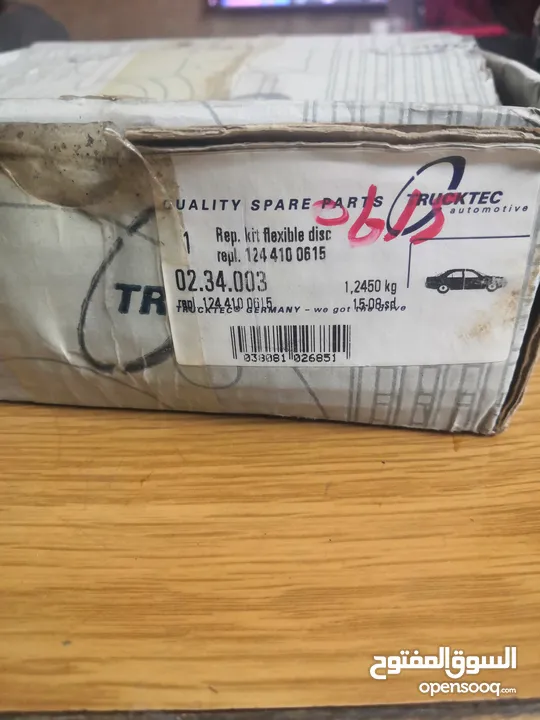 QUALITY SPARE PARTS
TRUCKTEC
automotive
1 Rep. kit flexible disc
repl. 124 410 0615
02.34.003
1,2450 kg
repl. 124 410 0615
15-08-sd
TRUCKTEC® GERMANY – we got the drive
038081 026851
TR
السوق المفتوح
opensooq.com